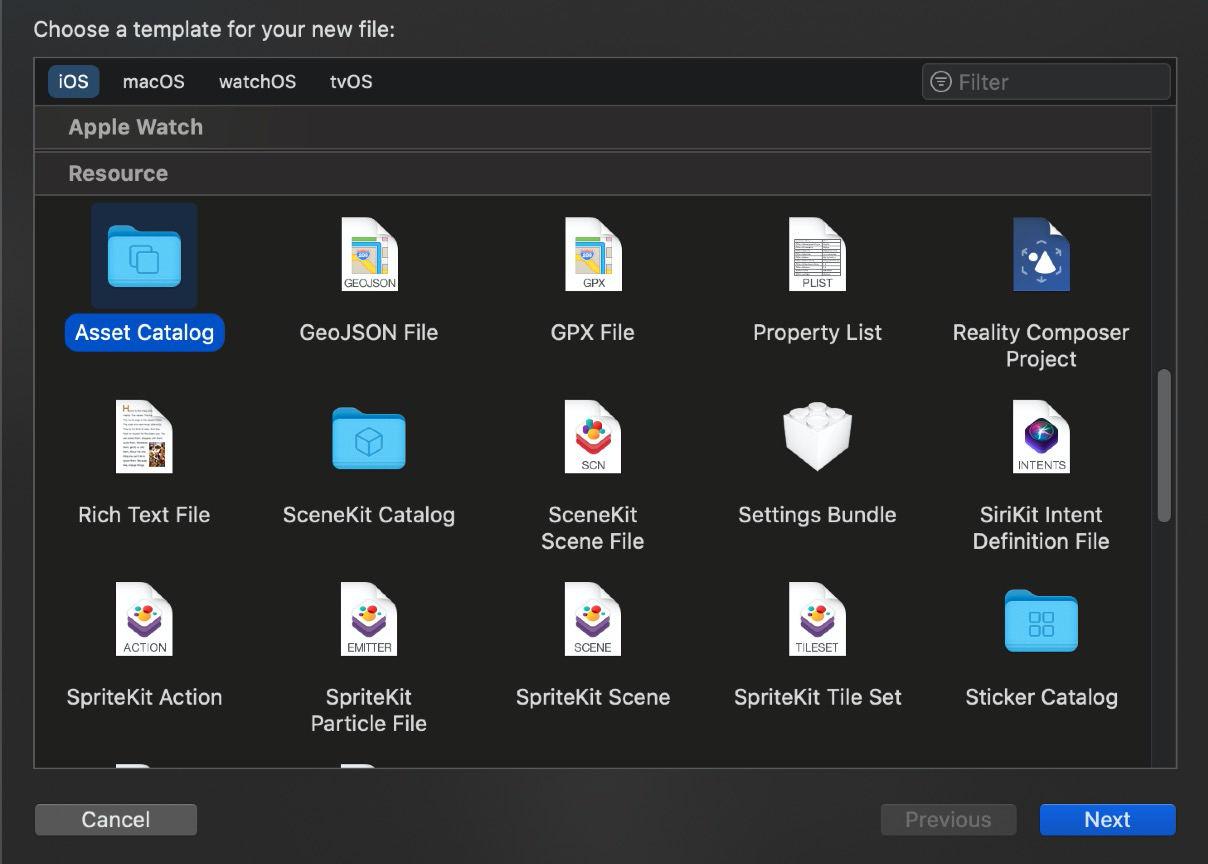 Choose a template for your new file:
iOS macOS watchOS tvOS Filter
Apple Watch
Resource
GEOJSON GPX PLIST
Asset Catalog GeoJSON File GPX File Property List Reality Composer
Project
SCN INTENTS
Rich Text File SceneKit Catalog SceneKit Settings Bundle SiriKit Intent
Scene File Definition File
ACTION EMITTER SCENE TILESET
SpriteKit Action SpriteKit SpriteKit Scene SpriteKit Tile Set Sticker Catalog
Particle File
Cancel Previous Next